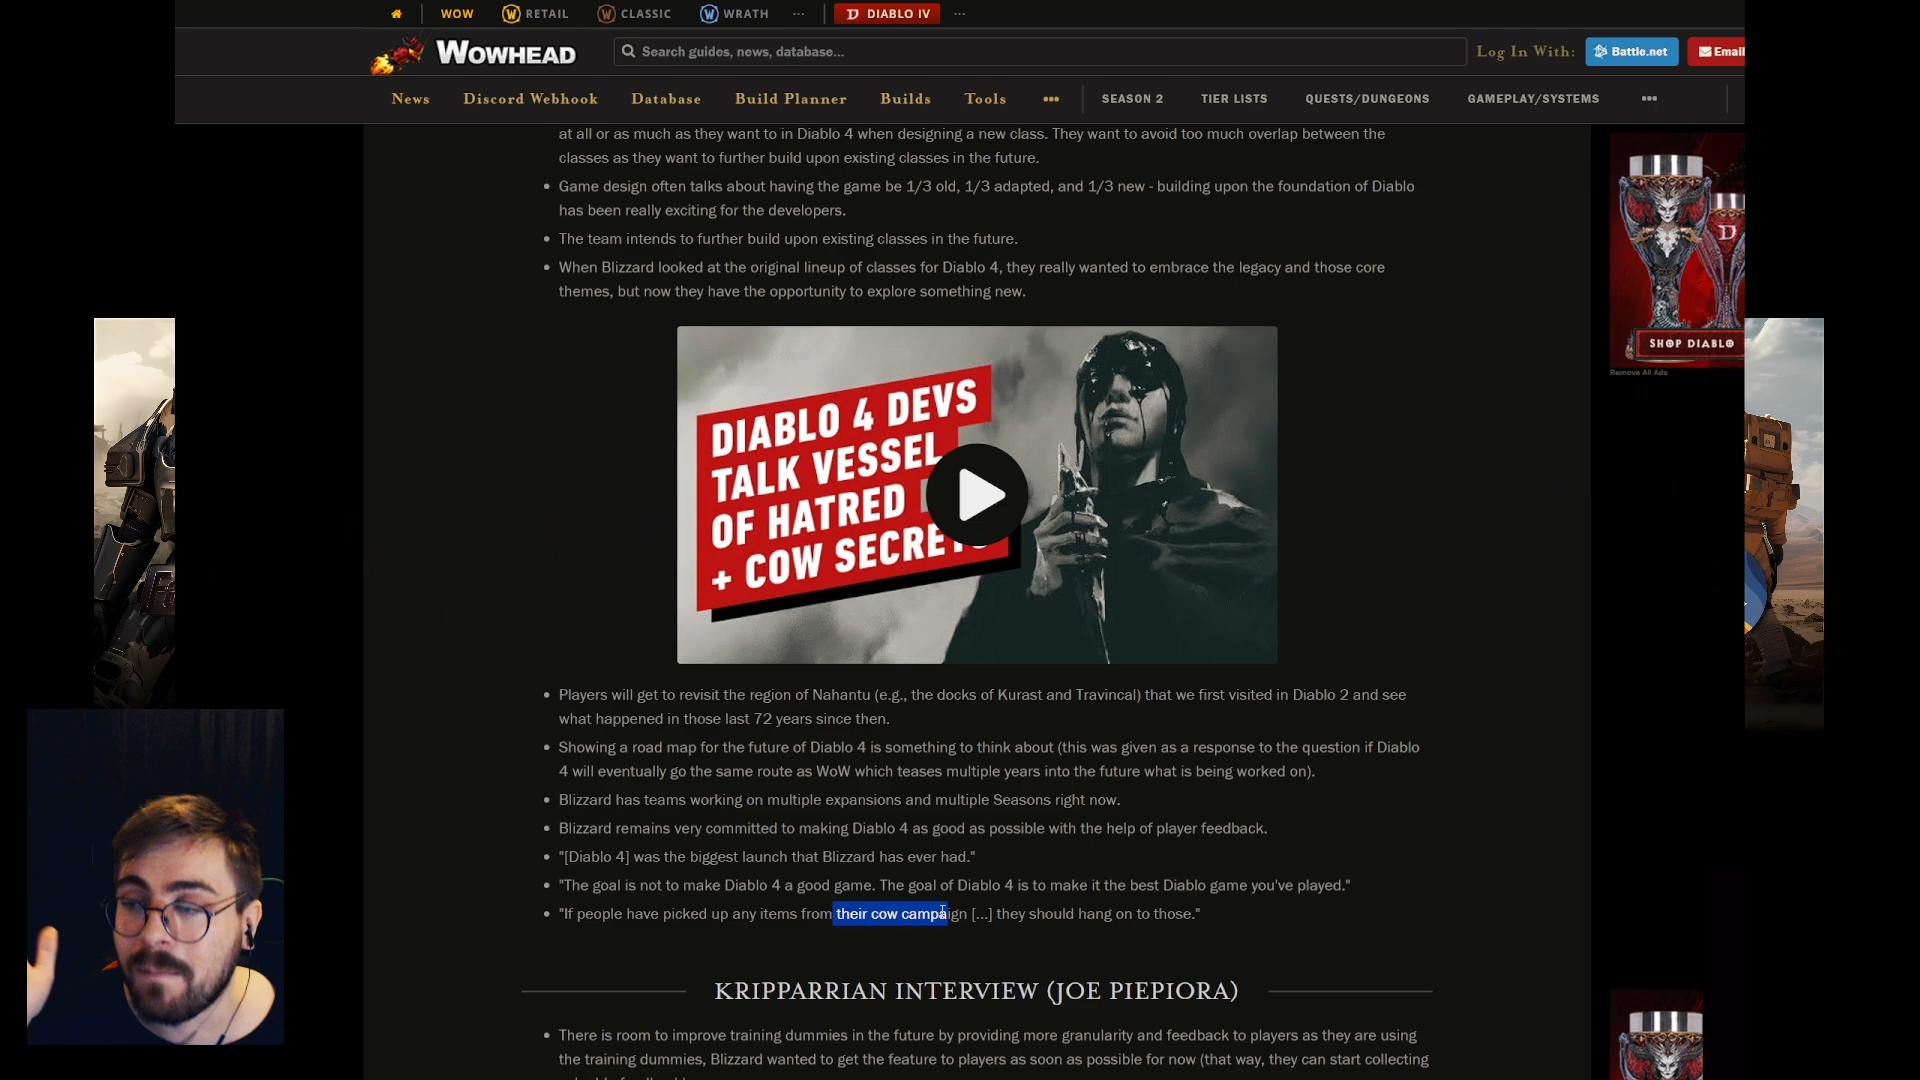 WOW
RETAIL
CLASSIC
WRATH
DIABLO IV
WOWHEAD
Search guides, news, database...
Log In With:
Battle.net
Email
News
Discord Webhook
Database
Build Planner
Builds
Tools
SEASON 2
TIER LISTS
QUESTS/DUNGEONS
GAMEPLAY/SYSTEMS
at all or as much as they want to in Diablo 4 when designing a new class. They want to avoid too much overlap between the
classes as they want to further build upon existing classes in the future.
Game design often talks about having the game be 1/3 old, 1/3 adapted, and 1/3 new - building upon the foundation of Diablo
has been really exciting for the developers.
The team intends to further build upon existing classes in the future.
When Blizzard looked at the original lineup of classes for Diablo 4, they really wanted to embrace the legacy and those core
themes, but now they have the opportunity to explore something new.
SHOP DIABLO
Remove All Ads
DIABLO 4 DEVS
TALK VESSEL
OF HATRED
+ COW SECRETS
Players will get to revisit the region of Nahantu (e.g., the docks of Kurast and Travincal) that we first visited in Diablo 2 and see
what happened in those last 72 years since then.
Showing a road map for the future of Diablo 4 is something to think about (this was given as a response to the question if Diablo
4 will eventually go the same route as WoW which teases multiple years into the future what is being worked on).
Blizzard has teams working on multiple expansions and multiple Seasons right now.
Blizzard remains very committed to making Diablo 4 as good as possible with the help of player feedback.
"[Diablo 4] was the biggest launch that Blizzard has ever had."
"The goal is not to make Diablo 4 a good game. The goal of Diablo 4 is to make it the best Diablo game you've played."
"If people have picked up any items from their cow campaign [...] they should hang on to those."
KRIPPARRIAN INTERVIEW (JOE PIEPIORA)
There is room to improve training dummies in the future by providing more granularity and feedback to players as they are using
the training dummies, Blizzard wanted to get the feature to players as soon as possible for now (that way, they can start collecting